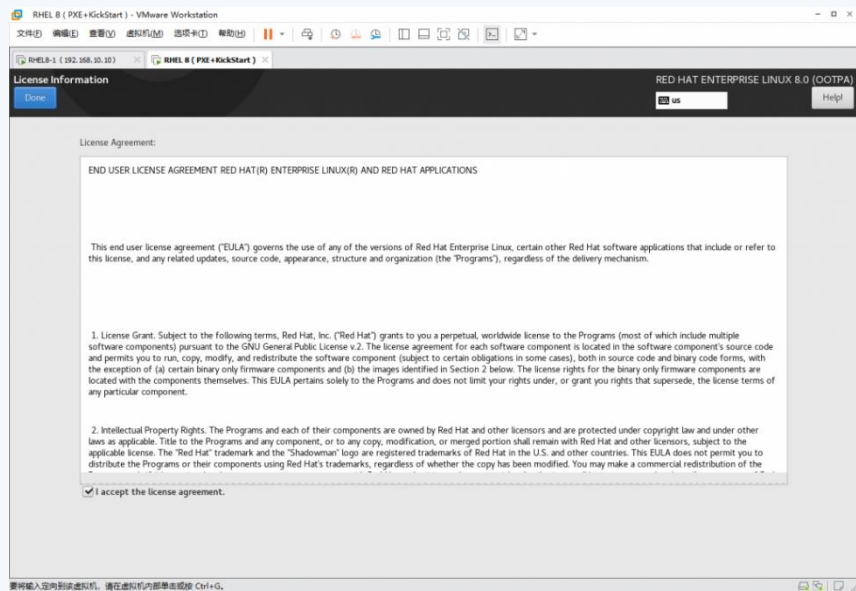 RHEL 8 ( PXE+KickStart ) - VMware Workstation
文件(F) 编辑(E) 查看(V) 虚拟机(M) 选项卡(T) 帮助(H)
RHEL8-1 ( 192.168.10.10) RHEL 8 ( PXE+KickStart )
License Information RED HAT ENTERPRISE LINUX 8.0 (OOTPA)
Done us Help!
License Agreement:
END USER LICENSE AGREEMENT RED HAT(R) ENTERPRISE LINUX(R) AND RED HAT APPLICATIONS
This end user license agreement ("EULA") governs the use of any of the versions of Red Hat Enterprise Linux, certain other Red Hat software applications that include or refer to
this license, and any related updates, source code, appearance, structure and organization (the "Programs"), regardless of the delivery mechanism.
1. License Grant. Subject to the following terms, Red Hat, Inc. ("Red Hat") grants to you a perpetual, worldwide license to the Programs (most of which include multiple
software components) pursuant to the GNU General Public License v.2. The license agreement for each software component is located in the software component's source code
and permits you to run, copy, modify, and redistribute the software component (subject to certain obligations in some cases), both in source code and binary code forms, with
the exception of (a) certain binary only firmware components and (b) the images identified in Section 2 below. The license rights for the binary only firmware components are
located with the components themselves. This EULA pertains solely to the Programs and does not limit your rights under, or grant you rights that supersede, the license terms of
any particular component.
2. Intellectual Property Rights. The Programs and each of their components are owned by Red Hat and other licensors and are protected under copyright law and under other
laws as applicable. Title to the Programs and any component, or to any copy, modification, or merged portion shall remain with Red Hat and other licensors, subject to the
applicable license. The "Red Hat" trademark and the "Shadowman" logo are registered trademarks of Red Hat in the U.S. and other countries. This EULA does not permit you to
distribute the Programs or their components using Red Hat's trademarks, regardless of whether the copy has been modified. You may make a commercial redistribution of the
I accept the license agreement.
要将输入定向到该虚拟机，请在虚拟机内部单击或按 Ctrl+G。